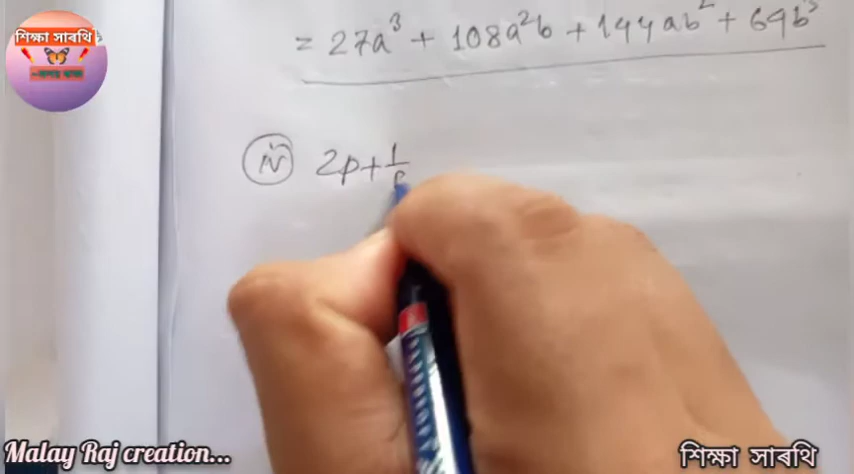 শিক্ষা সাৰথি
= 27a³ + 108a²b + 144ab² + 64b³
(iv) 2p + 1/p
Malay Raj creation...
শিক্ষা সাৰথি